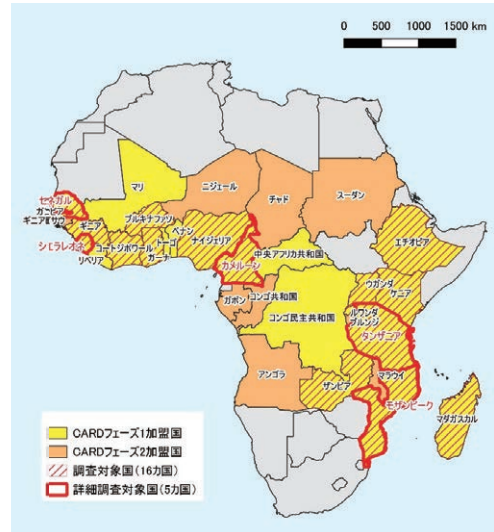 0 500 1000 1500 km
マリ
ニジェール
チャド
スーダン
セネガル
ガンビア
ギニアビサウ
ギニア
ブルキナファソ
ベナン
ナイジェリア
シエラレオネ
コートジボワール
トーゴ
リベリア
ガーナ
カメルーン
中央アフリカ共和国
エチオピア
ガボン
コンゴ共和国
コンゴ民主共和国
ウガンダ
ケニア
ルワンダ
ブルンジ
タンザニア
アンゴラ
ザンビア
マラウイ
モザンビーク
マダガスカル
CARDフェーズ1加盟国
CARDフェーズ2加盟国
調査対象国(16カ国)
詳細調査対象国(5カ国)